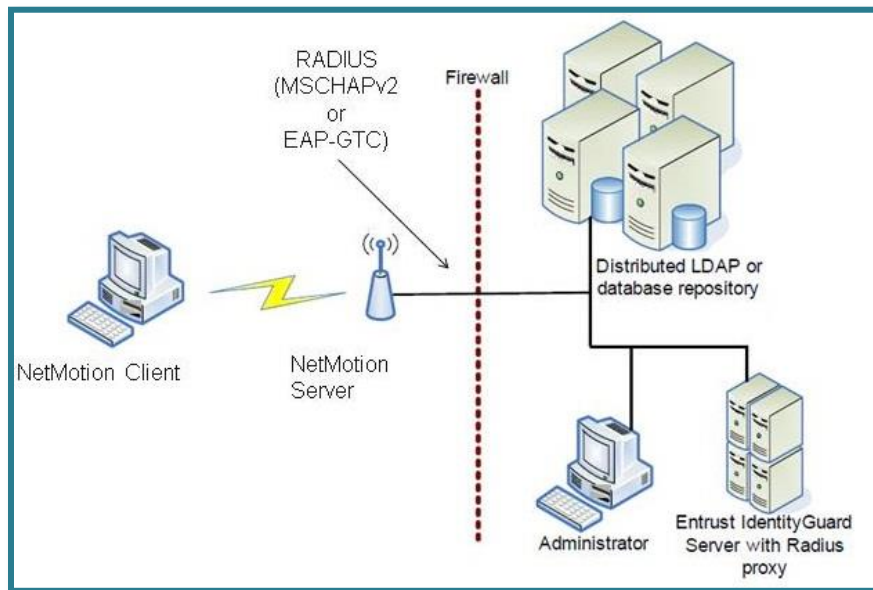 RADIUS
(MSCHAPv2
or
EAP-GTC)
Firewall
Distributed LDAP or
database repository
NetMotion Client
NetMotion
Server
Administrator
Entrust IdentityGuard
Server with Radius
proxy